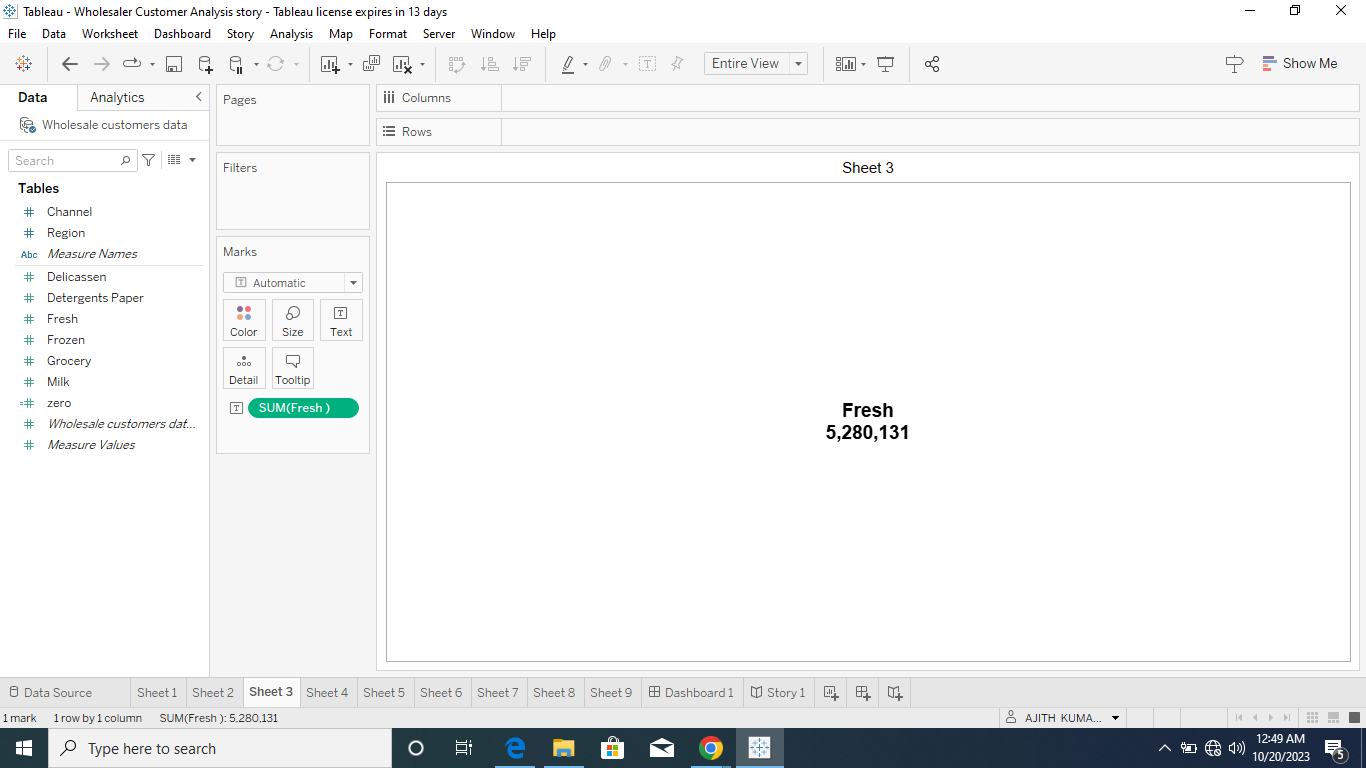 Tableau - Wholesaler Customer Analysis story - Tableau license expires in 13 days
File Data Worksheet Dashboard Story Analysis Map Format Server Window Help
Entire View
Show Me
Data Analytics
Wholesale customers data
Search
Tables
Channel
Region
Abc Measure Names
Delicassen
Detergents Paper
Fresh
Frozen
Grocery
Milk
zero
Wholesale customers dat...
Measure Values
Pages
Filters
Marks
Automatic
Color Size Text
Detail Tooltip
SUM(Fresh )
Columns
Rows
Sheet 3
Fresh
5,280,131
Data Source Sheet 1 Sheet 2 Sheet 3 Sheet 4 Sheet 5 Sheet 6 Sheet 7 Sheet 8 Sheet 9 Dashboard 1 Story 1
1 mark 1 row by 1 column SUM(Fresh ): 5,280,131 AJITH KUMA...
Type here to search
12:49 AM
10/20/2023
5